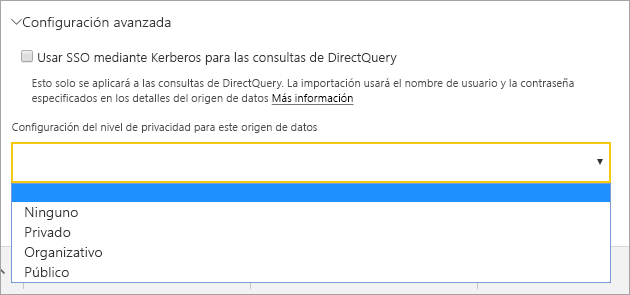 Configuración avanzada
Usar SSO mediante Kerberos para las consultas de DirectQuery
Esto solo se aplicará a las consultas de DirectQuery. La importación usará el nombre de usuario y la contraseña
especificados en los detalles del origen de datos Más información
Configuración del nivel de privacidad para este origen de datos
Ninguno
Privado
Organizativo
Público